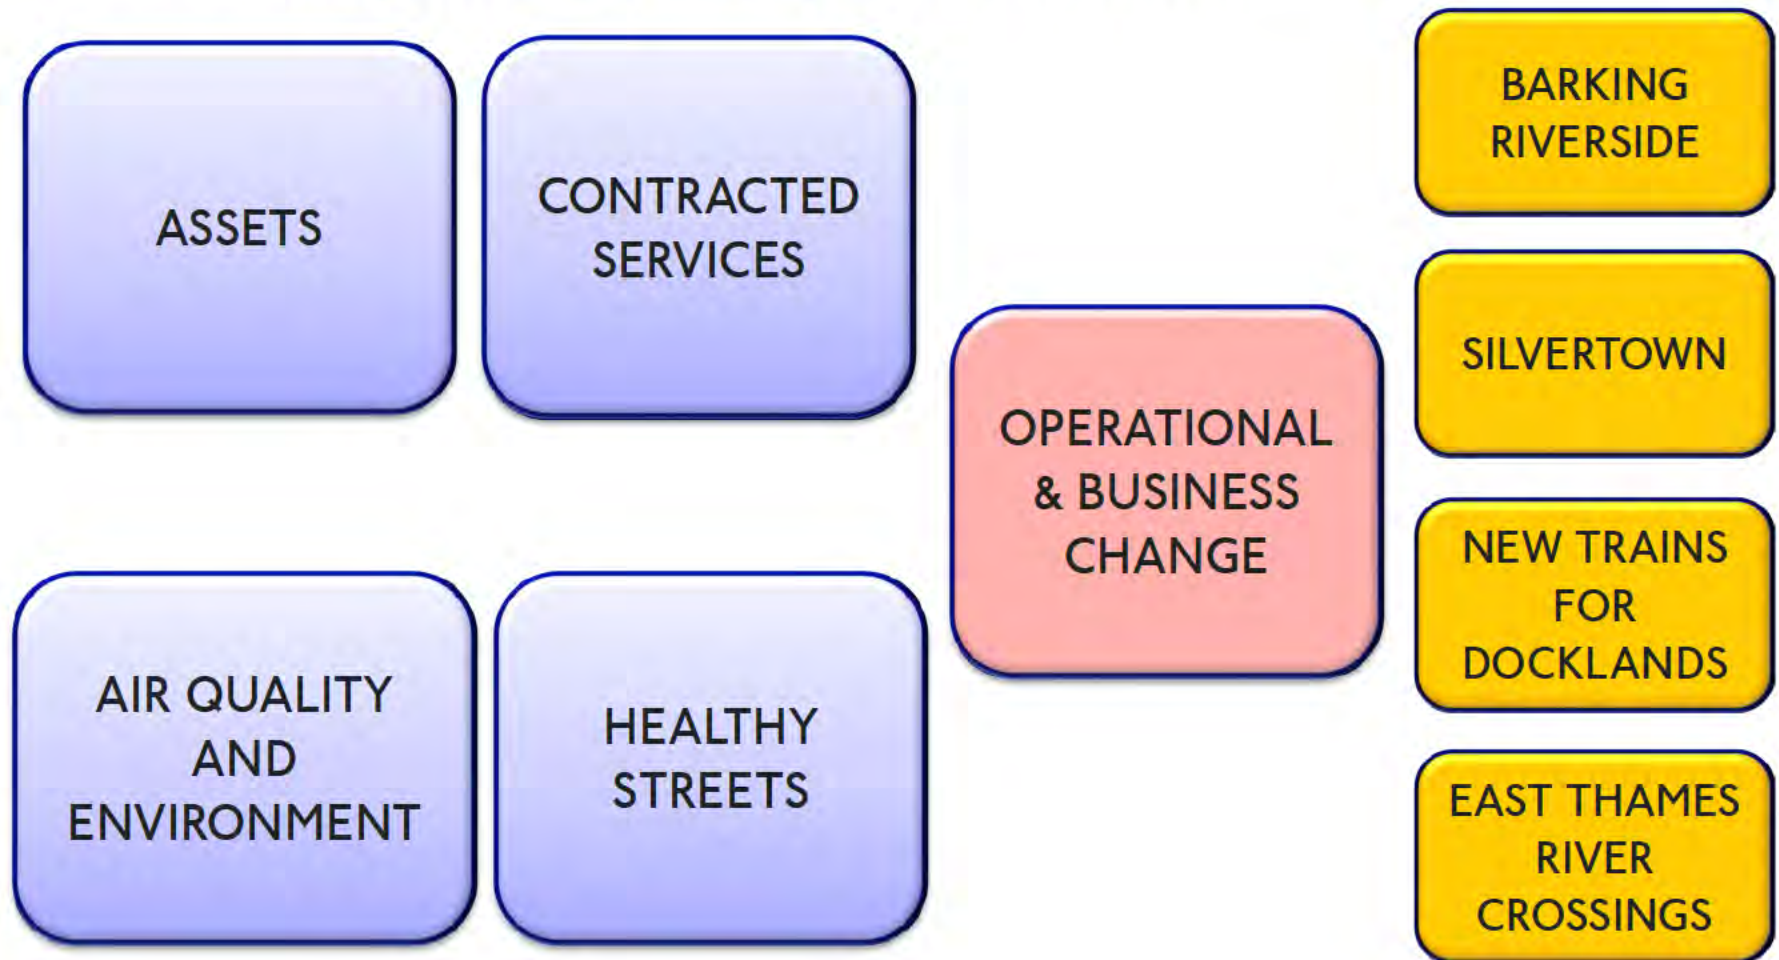 ASSETS
CONTRACTED
SERVICES
AIR QUALITY
AND
ENVIRONMENT
HEALTHY
STREETS
OPERATIONAL
& BUSINESS
CHANGE
BARKING
RIVERSIDE
SILVERTOWN
NEW TRAINS
FOR
DOCKLANDS
EAST THAMES
RIVER
CROSSINGS